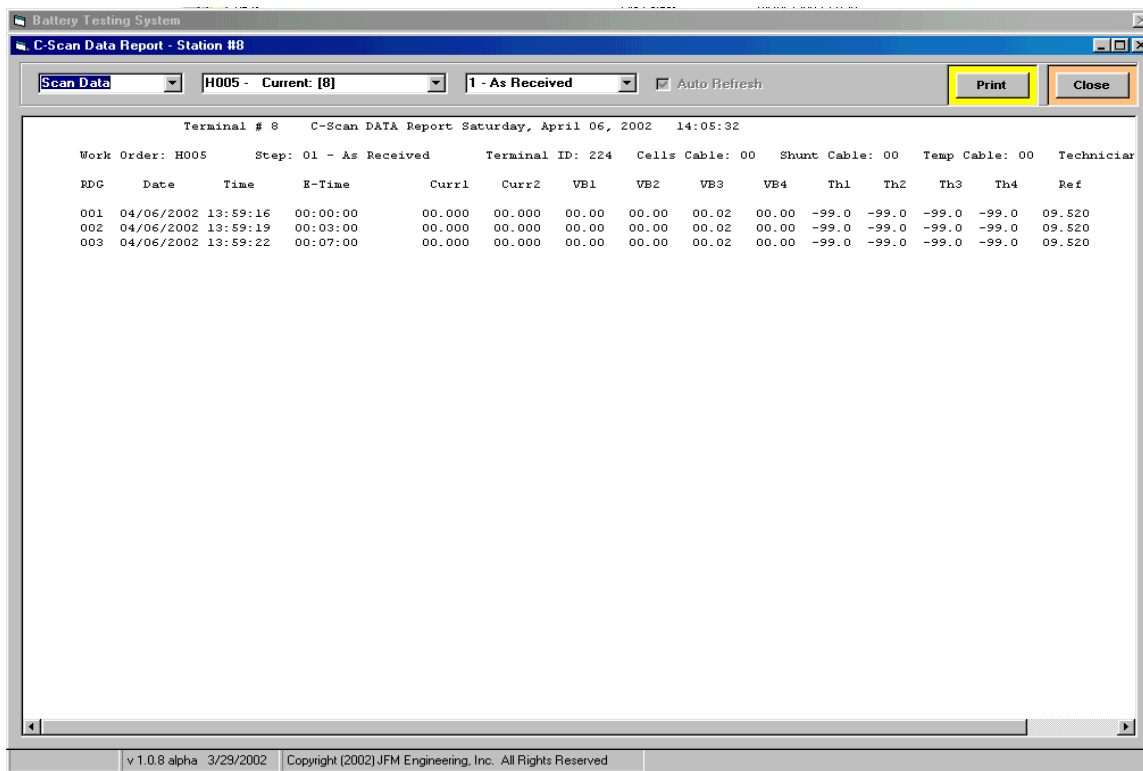 Battery Testing System
C-Scan Data Report - Station #8
Scan Data H005 - Current: [8] 1 - As Received Auto Refresh Print Close
Terminal # 8 C-Scan DATA Report Saturday, April 06, 2002 14:05:32
Work Order: H005 Step: 01 - As Received Terminal ID: 224 Cells Cable: 00 Shunt Cable: 00 Temp Cable: 00 Technician
RDG Date Time E-Time Curr1 Curr2 VB1 VB2 VB3 VB4 Th1 Th2 Th3 Th4 Ref
001 04/06/2002 13:59:16 00:00:00 00.000 00.000 00.00 00.00 00.02 00.00 -99.0 -99.0 -99.0 -99.0 09.520
002 04/06/2002 13:59:19 00:03:00 00.000 00.000 00.00 00.00 00.02 00.00 -99.0 -99.0 -99.0 -99.0 09.520
003 04/06/2002 13:59:22 00:07:00 00.000 00.000 00.00 00.00 00.02 00.00 -99.0 -99.0 -99.0 -99.0 09.520
v 1.0.8 alpha 3/29/2002 Copyright (2002) JFM Engineering, Inc. All Rights Reserved